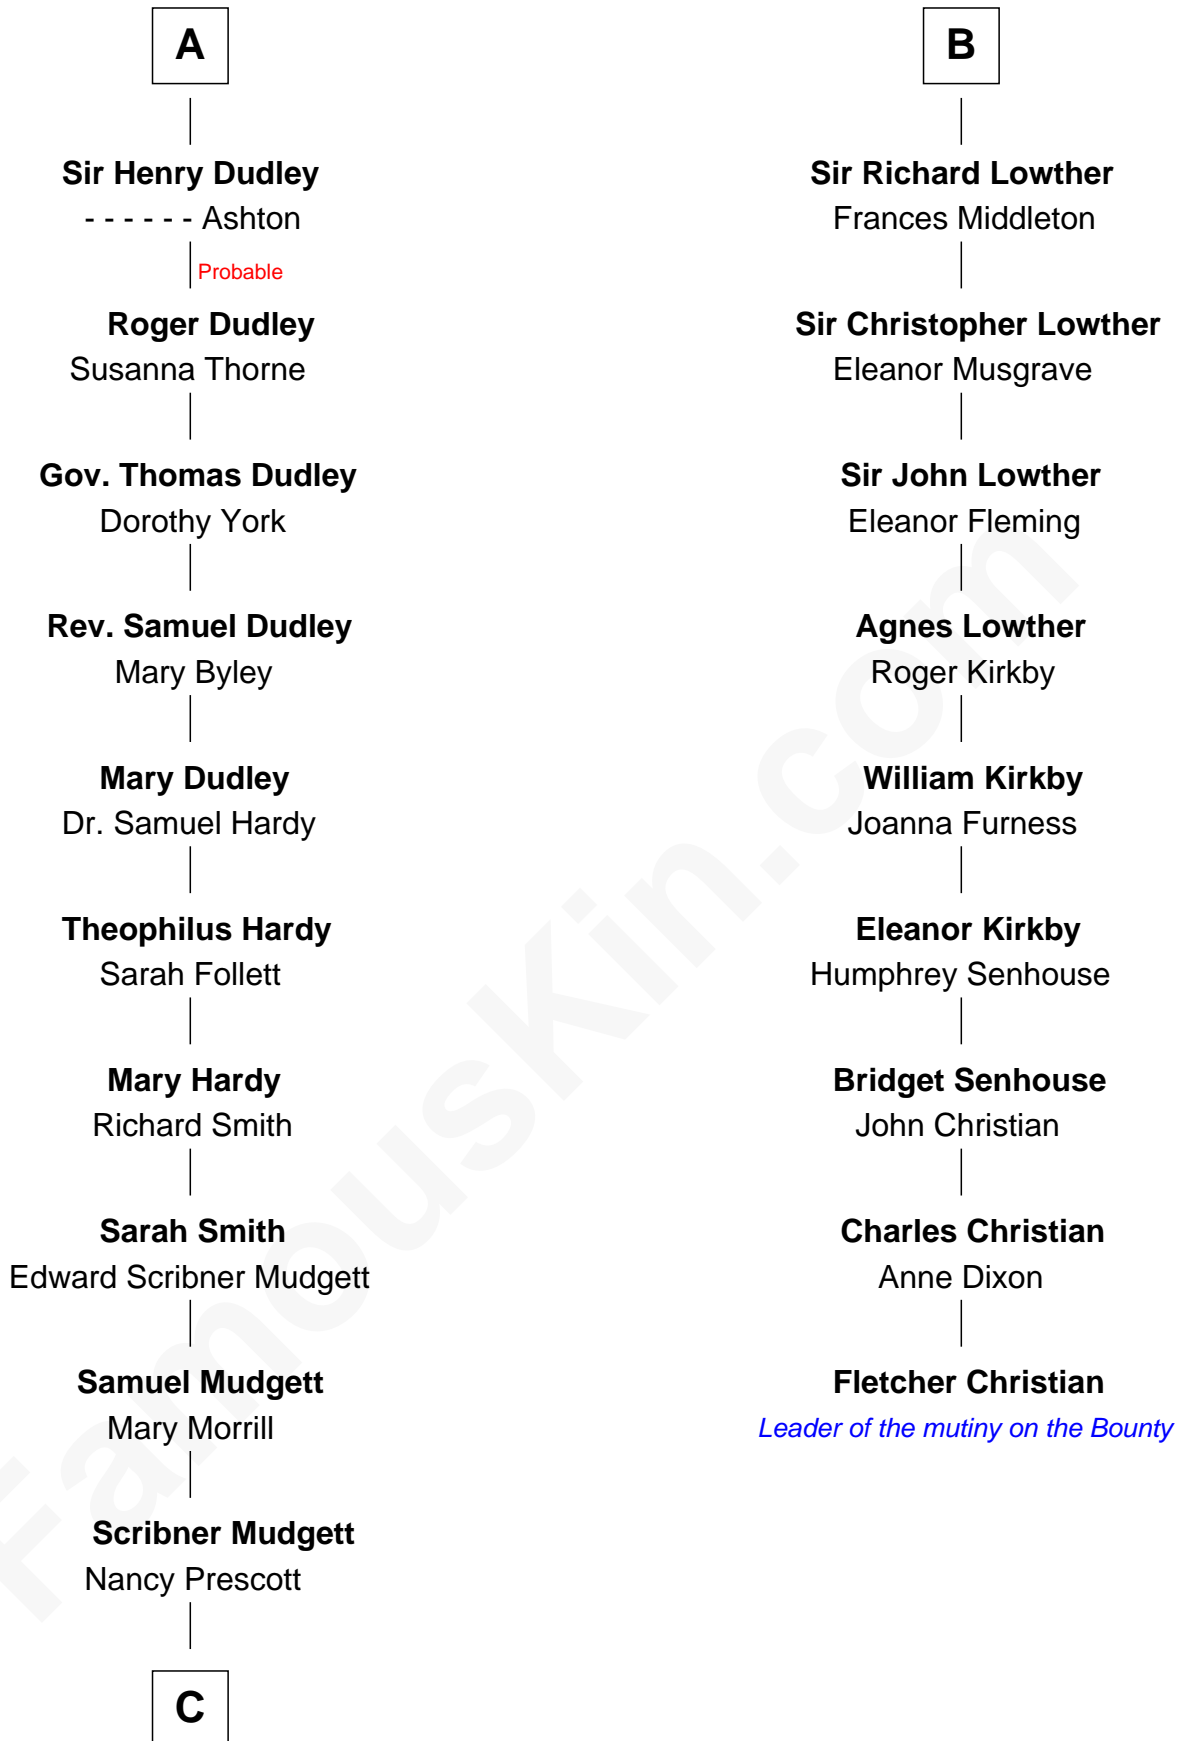 A
Sir Henry Dudley
- - - - - - Ashton
Probable
Roger Dudley
Susanna Thorne
Gov. Thomas Dudley
Dorothy York
Rev. Samuel Dudley
Mary Byley
Mary Dudley
Dr. Samuel Hardy
Theophilus Hardy
Sarah Follett
Mary Hardy
Richard Smith
Sarah Smith
Edward Scribner Mudgett
Samuel Mudgett
Mary Morrill
Scribner Mudgett
Nancy Prescott
C
B
Sir Richard Lowther
Frances Middleton
Sir Christopher Lowther
Eleanor Musgrave
Sir John Lowther
Eleanor Fleming
Agnes Lowther
Roger Kirkby
William Kirkby
Joanna Furness
Eleanor Kirkby
Humphrey Senhouse
Bridget Senhouse
John Christian
Charles Christian
Anne Dixon
Fletcher Christian
Leader of the mutiny on the Bounty
FamousKin.com